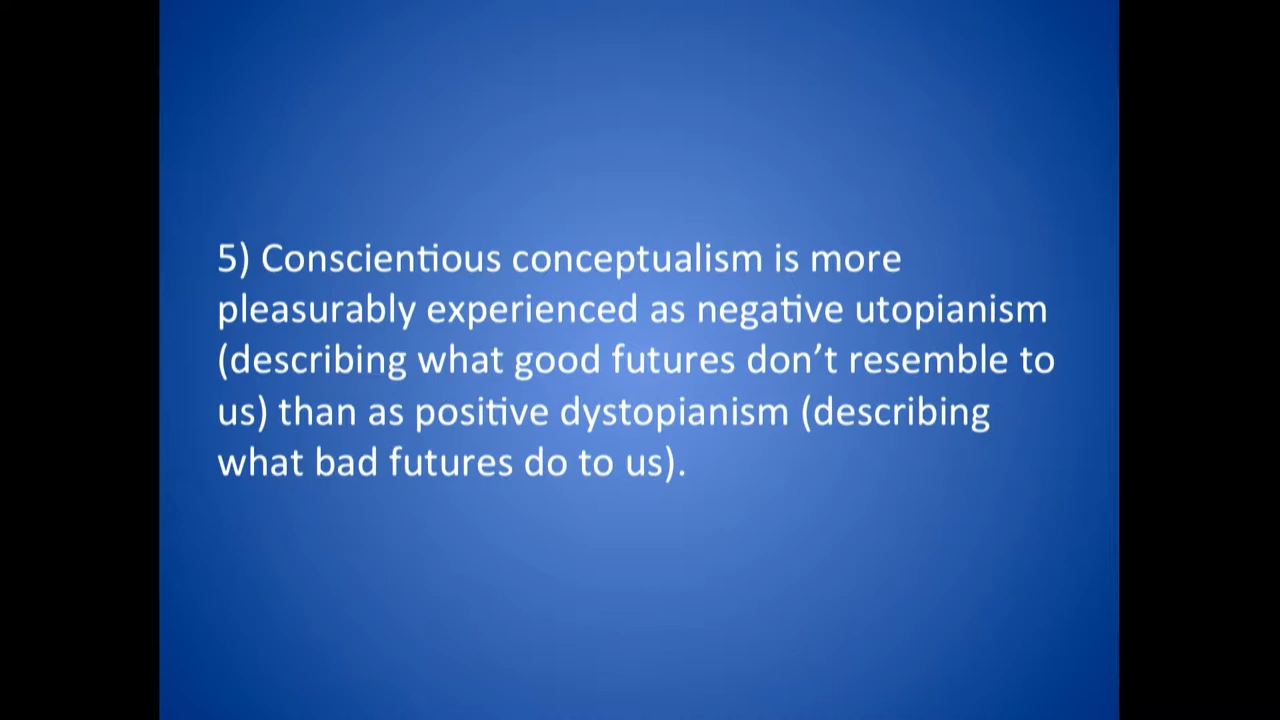 5) Conscientious conceptualism is more
pleasurably experienced as negative utopianism
(describing what good futures don’t resemble to
us) than as positive dystopianism (describing
what bad futures do to us).